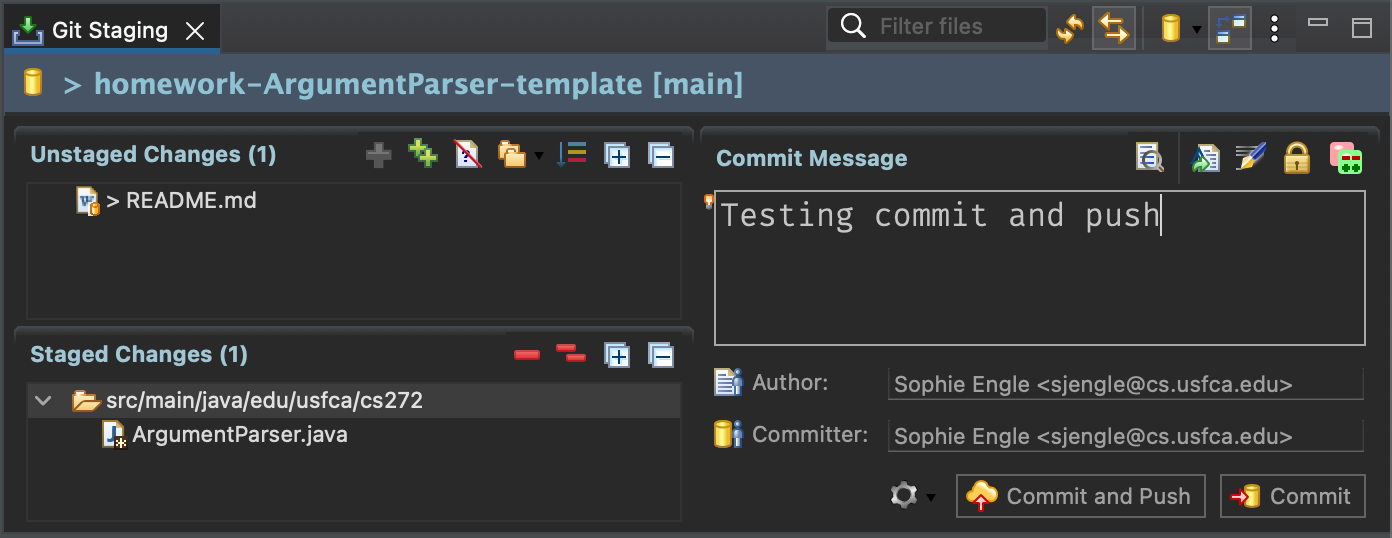 Git Staging
Filter files
> homework-ArgumentParser-template [main]
Unstaged Changes (1)
> README.md
Staged Changes (1)
src/main/java/edu/usfca/cs272
ArgumentParser.java
Commit Message
Testing commit and push
Author:
Sophie Engle <sjengle@cs.usfca.edu>
Committer:
Sophie Engle <sjengle@cs.usfca.edu>
Commit and Push
Commit